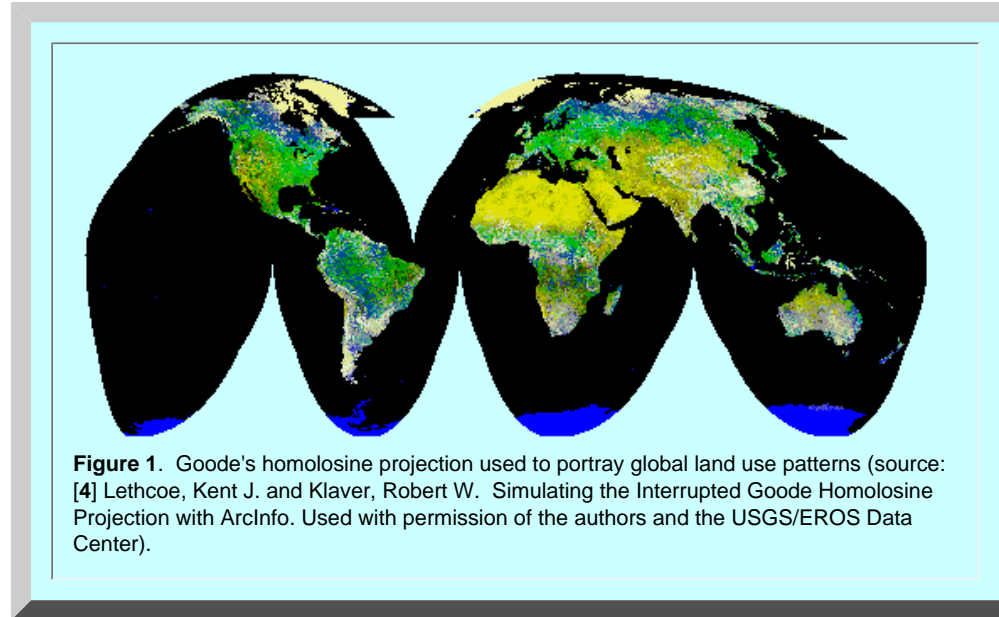 Figure 1.  Goode's homolosine projection used to portray global land use patterns (source:
[4] Lethcoe, Kent J. and Klaver, Robert W.  Simulating the Interrupted Goode Homolosine
Projection with ArcInfo. Used with permission of the authors and the USGS/EROS Data
Center).